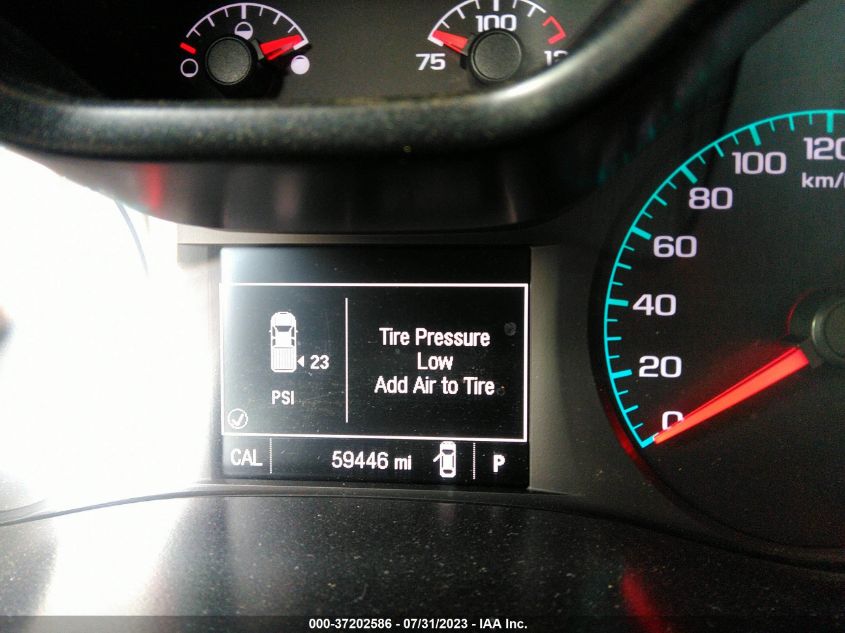 75 100
120
100
km/
80
60
40
20
0
Tire Pressure
Low
Add Air to Tire
23
PSI
CAL 59446 mi P
000-37202586 - 07/31/2023 - IAA Inc.